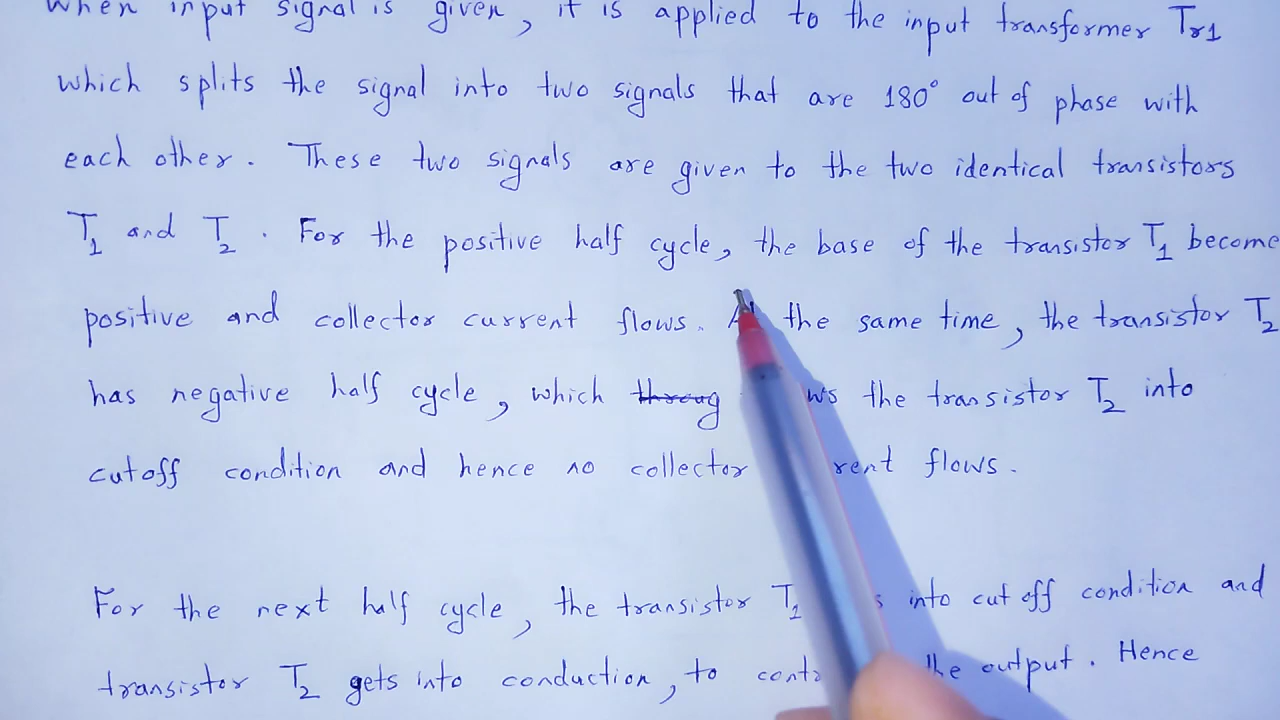 When input signal is given, it is applied to the input transformer Tr1
which splits the signal into two signals that are 180° out of phase with
each other. These two signals are given to the two identical transistors
T1 and T2. For the positive half cycle, the base of the transistor T1 become
positive and collector current flows. At the same time, the transistor T2
has negative half cycle, which throug the transistor T2 into
cutoff condition and hence no collector flows.
For the next half cycle, the transistor T1 into cut off condition and
transistor T2 gets into conduction, to the output. Hence